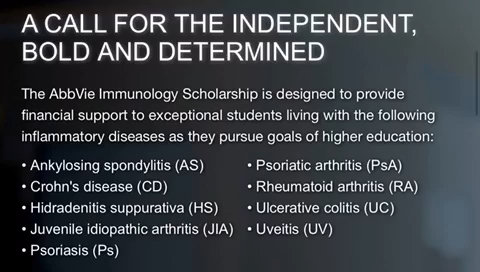 A CALL FOR THE INDEPENDENT,
BOLD AND DETERMINED
The AbbVie Immunology Scholarship is designed to provide
financial support to exceptional students living with the following
inflammatory diseases as they pursue goals of higher education:
• Ankylosing spondylitis (AS)
• Crohn's disease (CD)
• Hidradenitis suppurativa (HS)
• Juvenile idiopathic arthritis (JIA)
• Psoriasis (Ps)
• Psoriatic arthritis (PsA)
• Rheumatoid arthritis (RA)
• Ulcerative colitis (UC)
• Uveitis (UV)